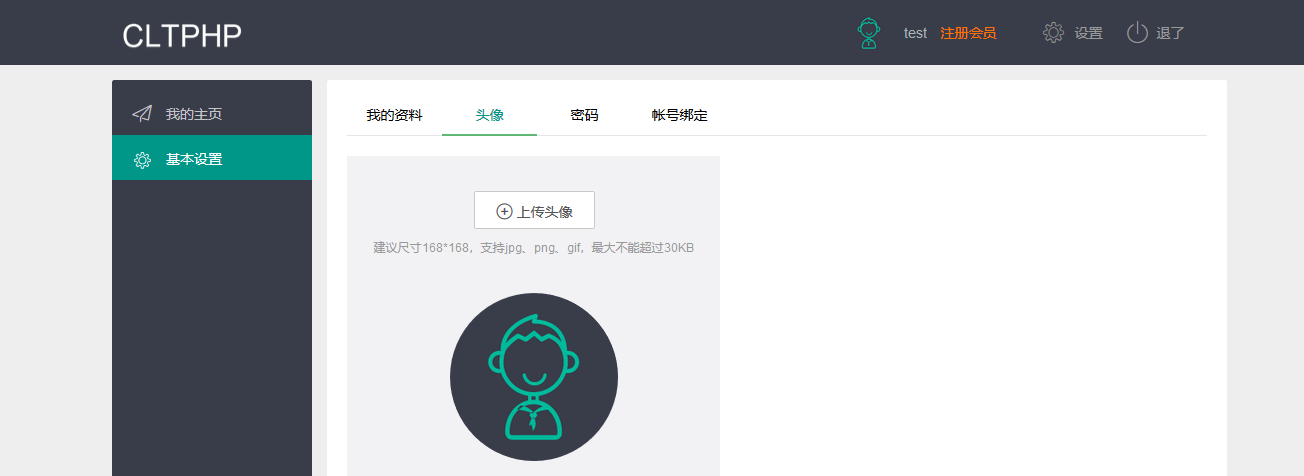 CLTPHP
test 注册会员 设置 退了
我的主页
基本设置
我的资料 头像 密码 帐号绑定
上传头像
建议尺寸168*168，支持jpg、png、gif，最大不能超过30KB